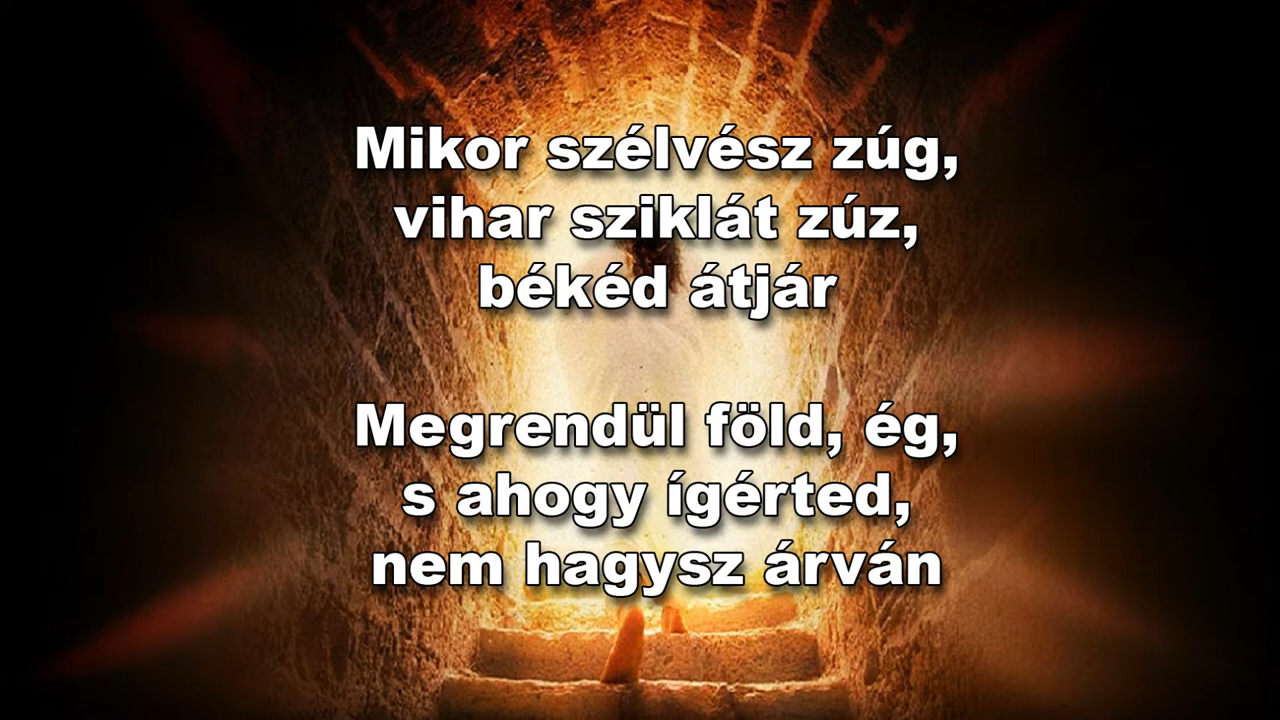 Mikor szélvész zúg,
vihar sziklát zúz,
békéd átjár
Megrendül föld, ég,
s ahogy ígérted,
nem hagysz árván